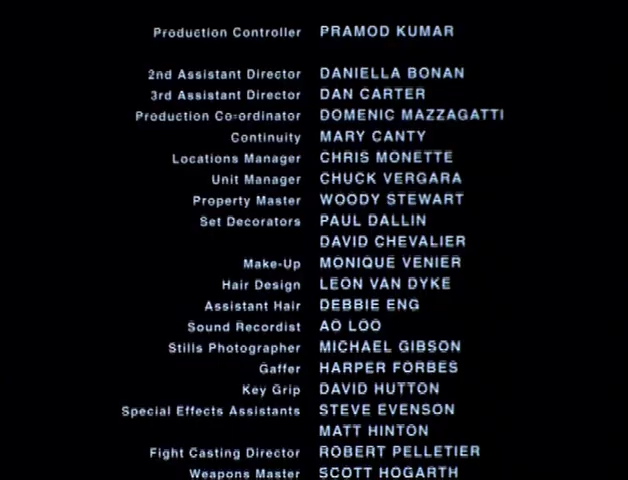 Production Controller PRAMOD KUMAR
2nd Assistant Director DANIELLA BONAN
3rd Assistant Director DAN CARTER
Production Co-ordinator DOMENIC MAZZAGATTI
Continuity MARY CANTY
Locations Manager CHRIS MONETTE
Unit Manager CHUCK VERGARA
Property Master WOODY STEWART
Set Decorators PAUL DALLIN
DAVID CHEVALIER
Make-Up MONIQUE VENIER
Hair Design LEON VAN DYKE
Assistant Hair DEBBIE ENG
Sound Recordist AO LOO
Stills Photographer MICHAEL GIBSON
Gaffer HARPER FORBES
Key Grip DAVID HUTTON
Special Effects Assistants STEVE EVENSON
MATT HINTON
Fight Casting Director ROBERT PELLETIER
Weapons Master SCOTT HOGARTH